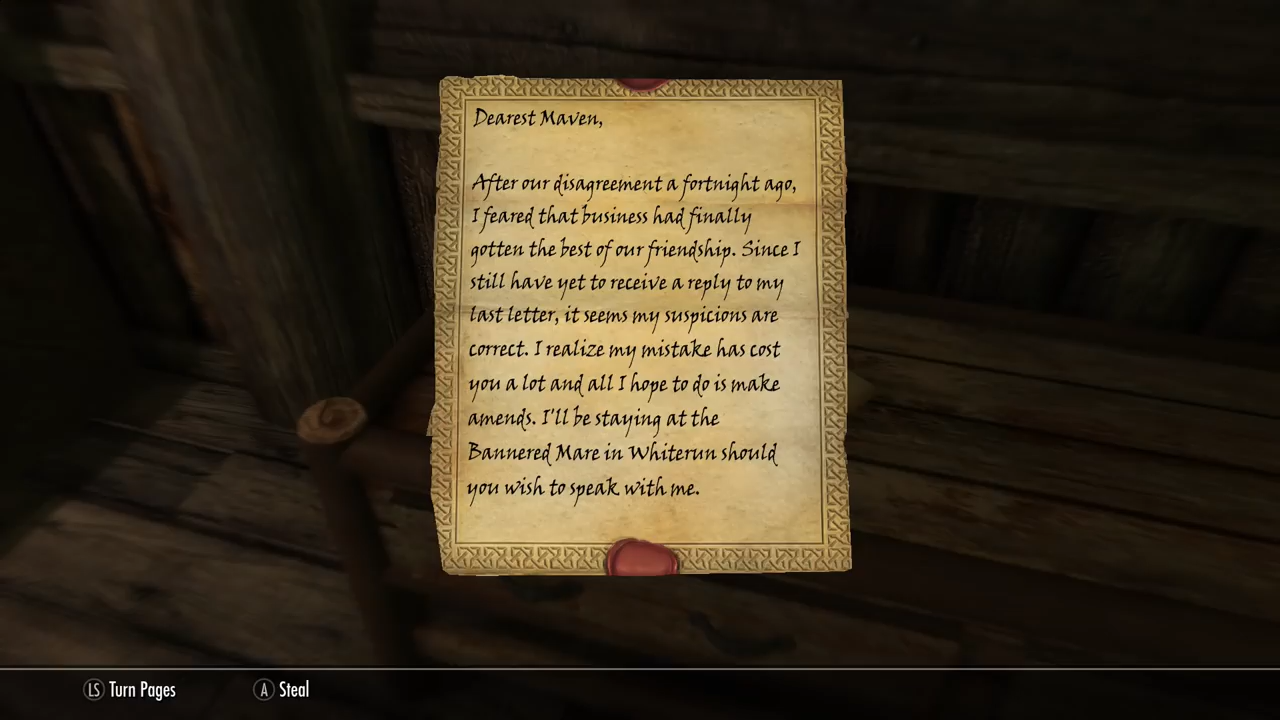 Dearest Maven,
After our disagreement a fortnight ago,
I feared that business had finally
gotten the best of our friendship. Since I
still have yet to receive a reply to my
last letter, it seems my suspicions are
correct. I realize my mistake has cost
you a lot and all I hope to do is make
amends. I'll be staying at the
Bannered Mare in Whiterun should
you wish to speak with me.
LS Turn Pages
A Steal